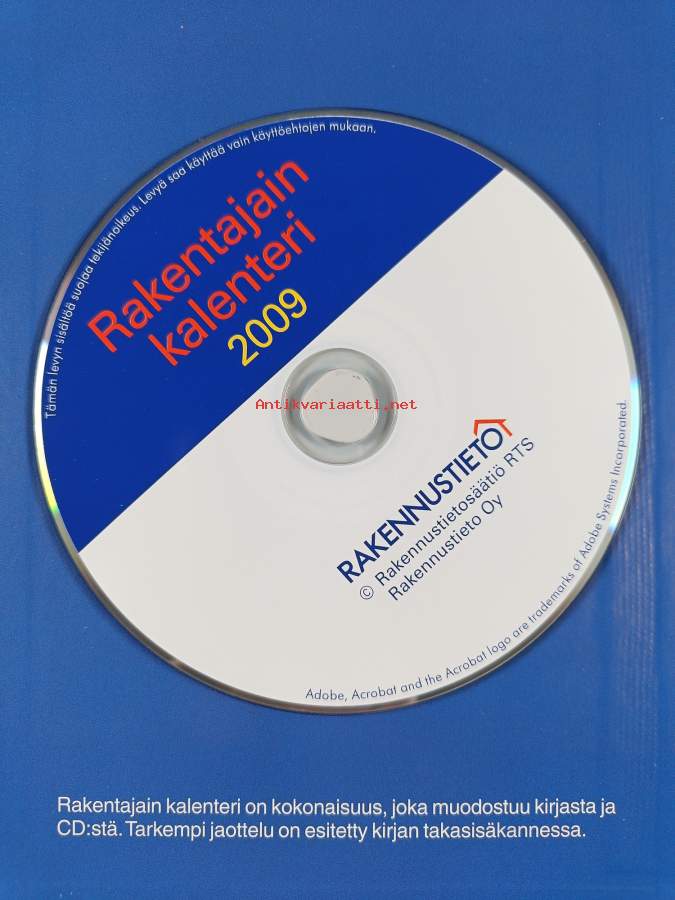 Tämän levyn sisältöä suojaa tekijänoikeus. Levyä saa käyttää vain käyttöehtojen mukaan.
Rakentajain
kalenteri
2009
Antikvariaatti.net
RAKENNUSTIETO
© Rakennustietosäätiö RTS
Rakennustieto Oy
Adobe, Acrobat and the Acrobat logo are trademarks of Adobe Systems Incorporated.
Rakentajain kalenteri on kokonaisuus, joka muodostuu kirjasta ja
CD:stä. Tarkempi jaottelu on esitetty kirjan takasisäkannessa.